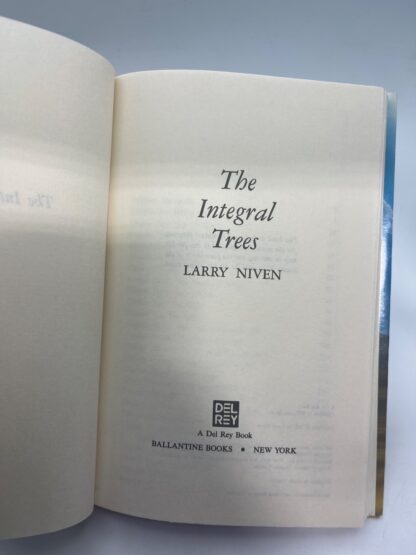 The
Integral
Trees
LARRY NIVEN
DEL
REY
A Del Rey Book
BALLANTINE BOOKS • NEW YORK